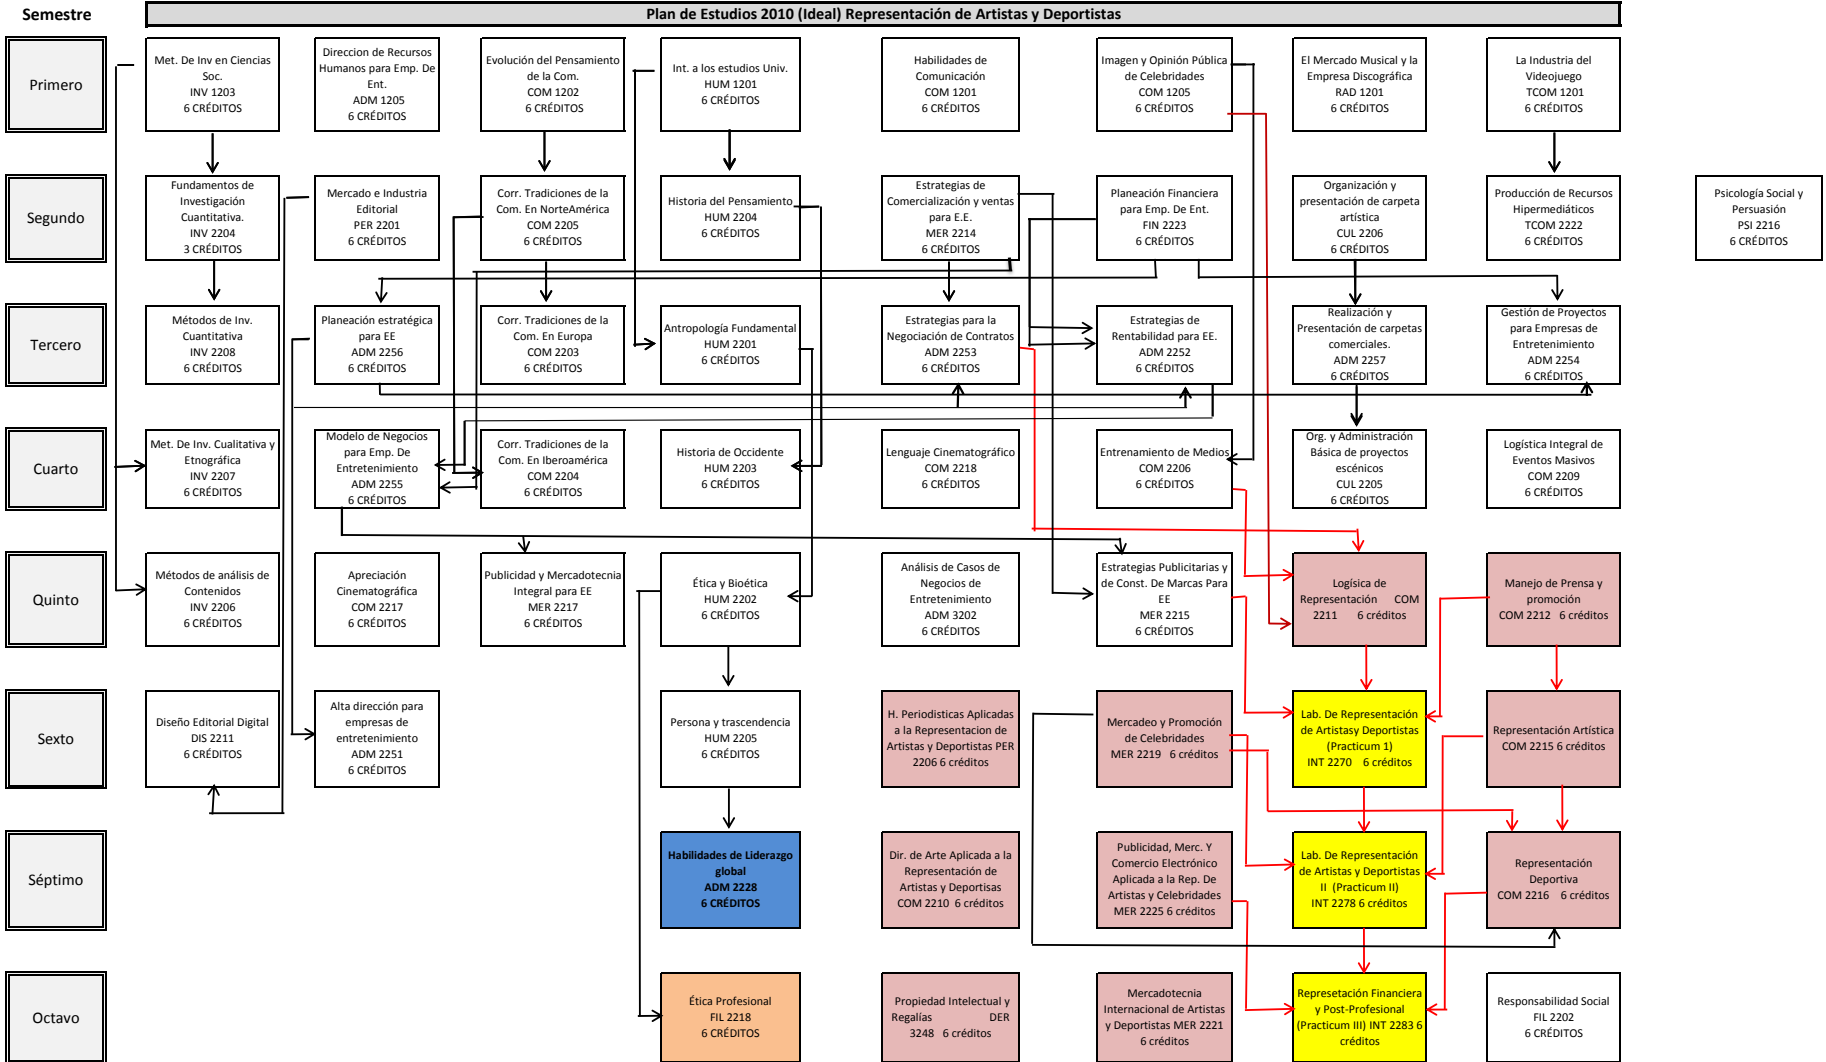 Semestre
Plan de Estudios 2010 (Ideal) Representación de Artistas y Deportistas
Primero
Met. De Inv en Ciencias
Soc.
INV 1203
6 CRÉDITOS
Direccion de Recursos
Humanos para Emp. De
Ent.
ADM 1205
6 CRÉDITOS
Evolución del Pensamiento
de la Com.
COM 1202
6 CRÉDITOS
Int. a los estudios Univ.
HUM 1201
6 CRÉDITOS
Habilidades de
Comunicación
COM 1201
6 CRÉDITOS
Imagen y Opinión Pública
de Celebridades
COM 1205
6 CRÉDITOS
El Mercado Musical y la
Empresa Discográfica
RAD 1201
6 CRÉDITOS
La Industria del
Videojuego
TCOM 1201
6 CRÉDITOS
Segundo
Fundamentos de
Investigación
Cuantitativa.
INV 2204
3 CRÉDITOS
Mercado e Industria
Editorial
PER 2201
6 CRÉDITOS
Corr. Tradiciones de la
Com. En NorteAmérica
COM 2205
6 CRÉDITOS
Historia del Pensamiento
HUM 2204
6 CRÉDITOS
Estrategias de
Comercialización y ventas
para E.E.
MER 2214
6 CRÉDITOS
Planeación Financiera
para Emp. De Ent.
FIN 2223
6 CRÉDITOS
Organización y
presentación de carpeta
artística
CUL 2206
6 CRÉDITOS
Producción de Recursos
Hipermediáticos
TCOM 2222
6 CRÉDITOS
Psicología Social y
Persuasión
PSI 2216
6 CRÉDITOS
Tercero
Métodos de Inv.
Cuantitativa
INV 2208
6 CRÉDITOS
Planeación estratégica
para EE
ADM 2256
6 CRÉDITOS
Corr. Tradiciones de la
Com. En Europa
COM 2203
6 CRÉDITOS
Antropología Fundamental
HUM 2201
6 CRÉDITOS
Estrategias para la
Negociación de Contratos
ADM 2253
6 CRÉDITOS
Estrategias de
Rentabilidad para EE.
ADM 2252
6 CRÉDITOS
Realización y
Presentación de carpetas
comerciales.
ADM 2257
6 CRÉDITOS
Gestión de Proyectos
para Empresas de
Entretenimiento
ADM 2254
6 CRÉDITOS
Cuarto
Met. De Inv. Cualitativa y
Etnográfica
INV 2207
6 CRÉDITOS
Modelo de Negocios
para Emp. De
Entretenimiento
ADM 2255
6 CRÉDITOS
Corr. Tradiciones de la
Com. En Iberoamérica
COM 2204
6 CRÉDITOS
Historia de Occidente
HUM 2203
6 CRÉDITOS
Lenguaje Cinematográfico
COM 2218
6 CRÉDITOS
Entrenamiento de Medios
COM 2206
6 CRÉDITOS
Org. y Administración
Básica de proyectos
escénicos
CUL 2205
6 CRÉDITOS
Logística Integral de
Eventos Masivos
COM 2209
6 CRÉDITOS
Quinto
Métodos de análisis de
Contenidos
INV 2206
6 CRÉDITOS
Apreciación
Cinematográfica
COM 2217
6 CRÉDITOS
Publicidad y Mercadotecnia
Integral para EE
MER 2217
6 CRÉDITOS
Ética y Bioética
HUM 2202
6 CRÉDITOS
Análisis de Casos de
Negocios de
Entretenimiento
ADM 3202
6 CRÉDITOS
Estrategias Publicitarias y
de Const. De Marcas Para
EE
MER 2215
6 CRÉDITOS
Logísica de
Representación COM
2211 6 créditos
Manejo de Prensa y
promoción
COM 2212 6 créditos
Sexto
Diseño Editorial Digital
DIS 2211
6 CRÉDITOS
Alta dirección para
empresas de
entretenimiento
ADM 2251
6 CRÉDITOS
Persona y trascendencia
HUM 2205
6 CRÉDITOS
H. Periodisticas Aplicadas
a la Representacion de
Artistas y Deportistas PER
2206 6 créditos
Mercadeo y Promoción
de Celebridades
MER 2219 6 créditos
Lab. De Representación
de Artistasy Deportistas
(Practicum 1)
INT 2270 6 créditos
Representación Artística
COM 2215 6 créditos
Séptimo
Habilidades de Liderazgo
global
ADM 2228
6 CRÉDITOS
Dir. de Arte Aplicada a la
Representación de
Artistas y Deportisas
COM 2210 6 créditos
Publicidad, Merc. Y
Comercio Electrónico
Aplicada a la Rep. De
Artistas y Celebridades
MER 2225 6 créditos
Lab. De Representación
de Artistas y Deportistas
II (Practicum II)
INT 2278 6 créditos
Representación
Deportiva
COM 2216 6 créditos
Octavo
Ética Profesional
FIL 2218
6 CRÉDITOS
Propiedad Intelectual y
Regalías DER
3248 6 créditos
Mercadotecnia
Internacional de Artistas
y Deportistas MER 2221
6 créditos
Represetación Financiera
y Post-Profesional
(Practicum III) INT 2283 6
créditos
Responsabilidad Social
FIL 2202
6 CRÉDITOS